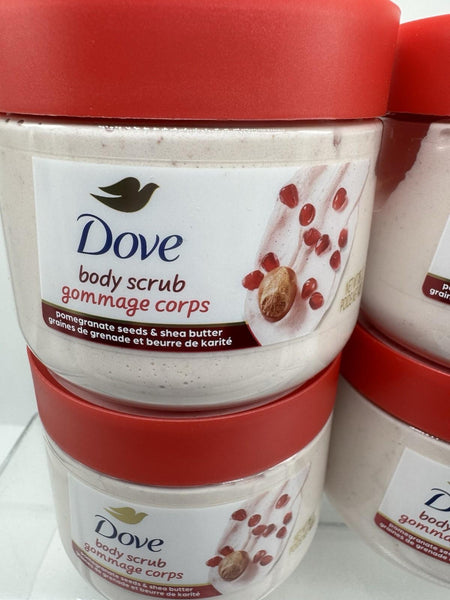 Dove
body scrub
gommage corps
pomegranate seeds & shea butter
graines de grenade et beurre de karité
Dove
body scrub
gommage corps
pomegranate seeds & shea butter
graines de grenade et beurre de karité